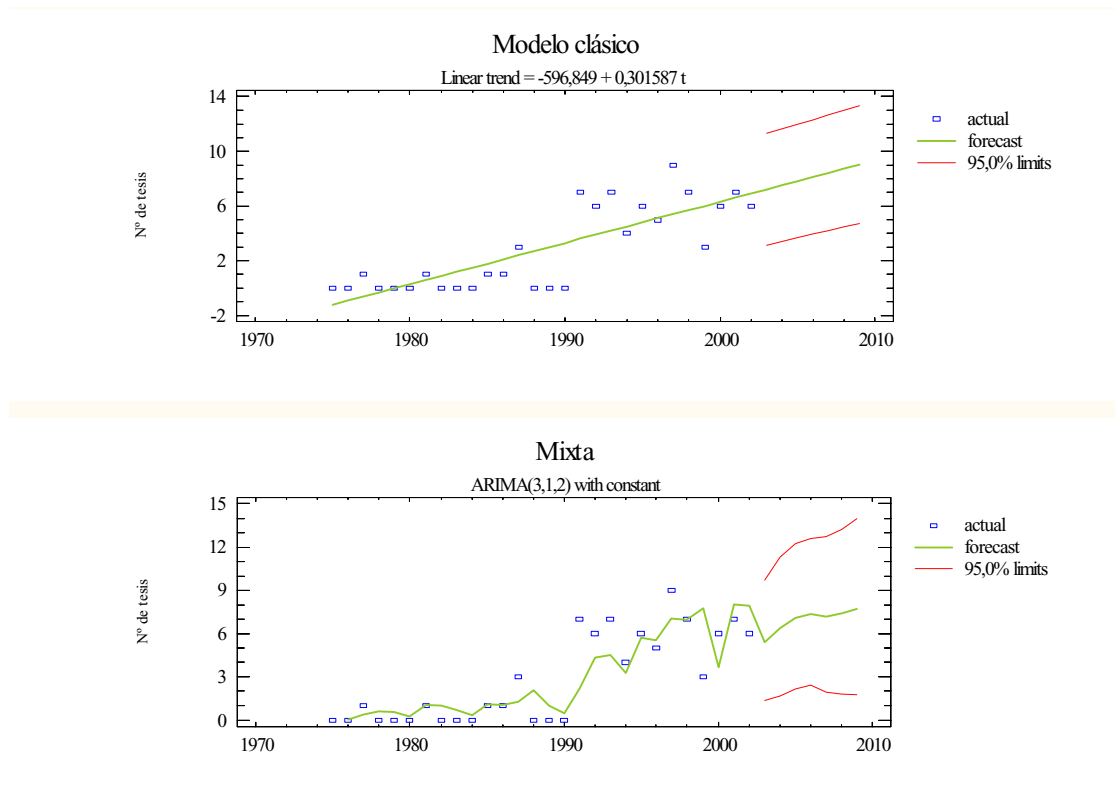 Modelo clásico
Linear trend = -596,849 + 0,301587 t
14
10
6
2
-2
Nº de tesis
1970 1980 1990 2000 2010
actual
forecast
95,0% limits
Mixta
ARIMA(3,1,2) with constant
15
12
9
6
3
0
Nº de tesis
1970 1980 1990 2000 2010
actual
forecast
95,0% limits